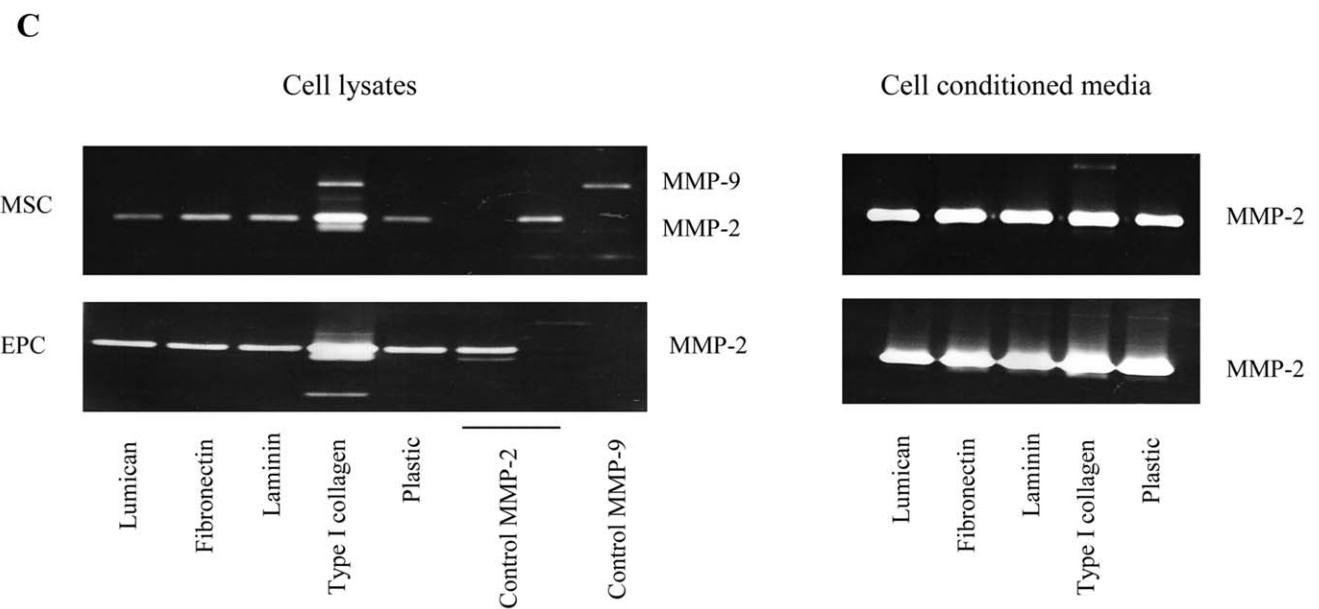 C
Cell lysates
Cell conditioned media
MSC
MMP-9
MMP-2
MMP-2
EPC
MMP-2
MMP-2
Lumican
Fibronectin
Laminin
Type I collagen
Plastic
Control MMP-2
Control MMP-9
Lumican
Fibronectin
Laminin
Type I collagen
Plastic